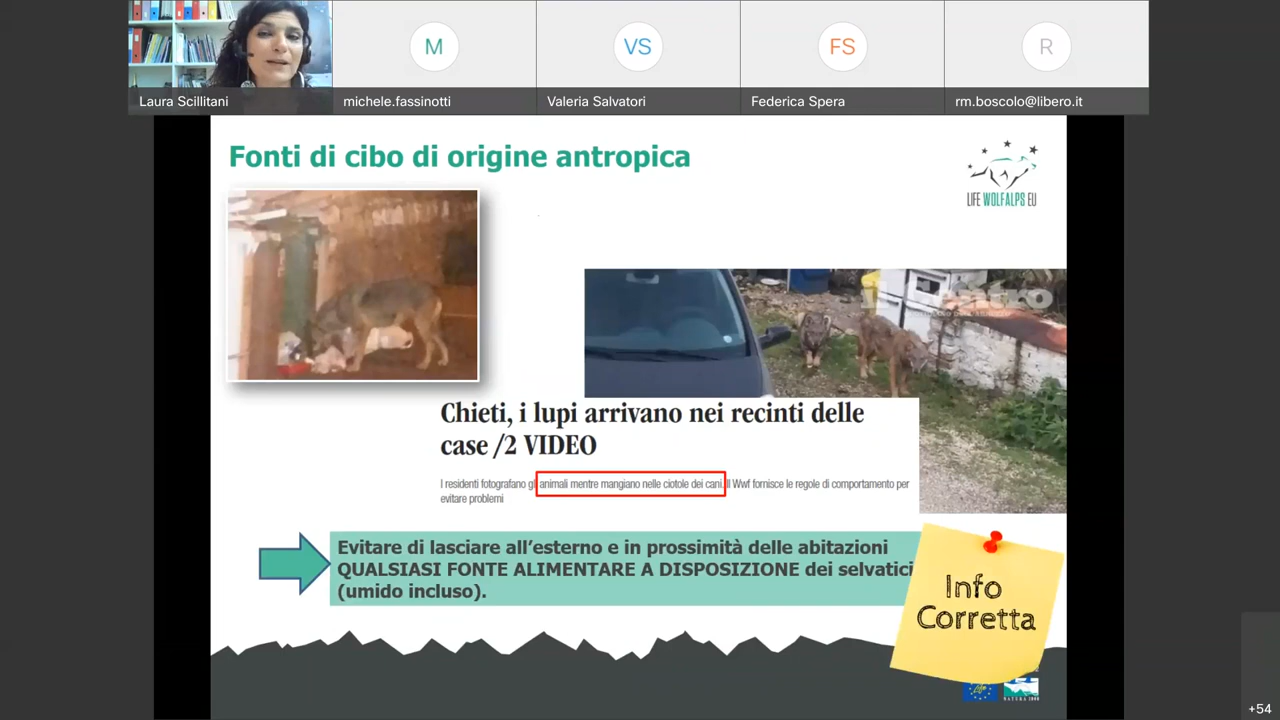 M
VS
FS
R
Laura Scillitani
michele.fassinotti
Valeria Salvatori
Federica Spera
rm.boscolo@libero.it
Fonti di cibo di origine antropica
LIFE WOLFALPS EU
Chieti, i lupi arrivano nei recinti delle
case /2 VIDEO
I residenti fotografano gli animali mentre mangiano nelle ciotole dei cani. Il Wwf fornisce le regole di comportamento per
evitare problemi
Evitare di lasciare all'esterno e in prossimità delle abitazioni
QUALSIASI FONTE ALIMENTARE A DISPOSIZIONE dei selvatici
(umido incluso).
Info
Corretta
NATURA 2000
+54